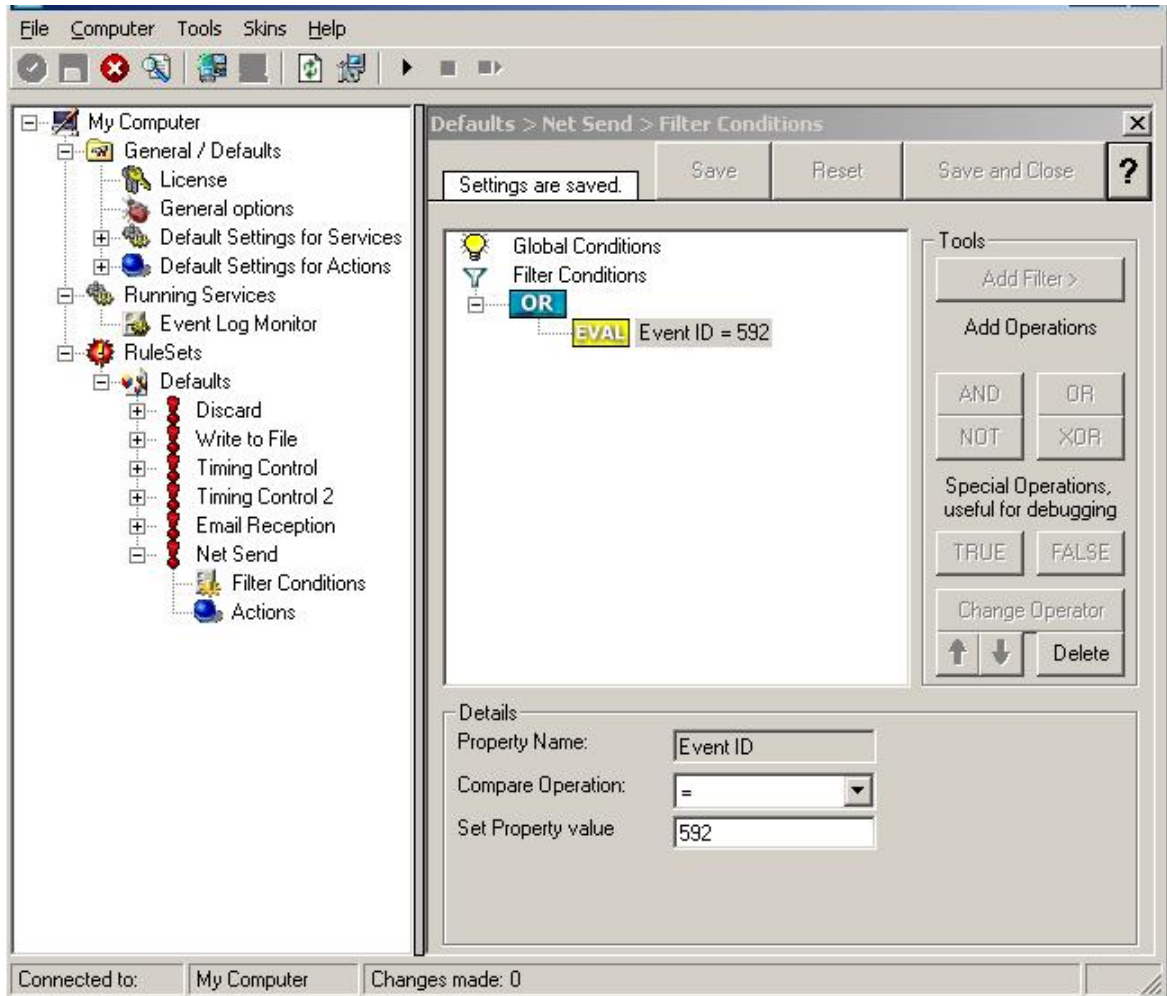 File Computer Tools Skins Help
My Computer
General / Defaults
License
General options
Default Settings for Services
Default Settings for Actions
Running Services
Event Log Monitor
RuleSets
Defaults
Discard
Write to File
Timing Control
Timing Control 2
Email Reception
Net Send
Filter Conditions
Actions
Defaults > Net Send > Filter Conditions
Settings are saved.
Save
Reset
Save and Close
?
Global Conditions
Filter Conditions
OR
EVAL Event ID = 592
Tools
Add Filter >
Add Operations
AND OR
NOT XOR
Special Operations,
useful for debugging
TRUE FALSE
Change Operator
Delete
Details
Property Name: Event ID
Compare Operation: =
Set Property value 592
Connected to: My Computer Changes made: 0